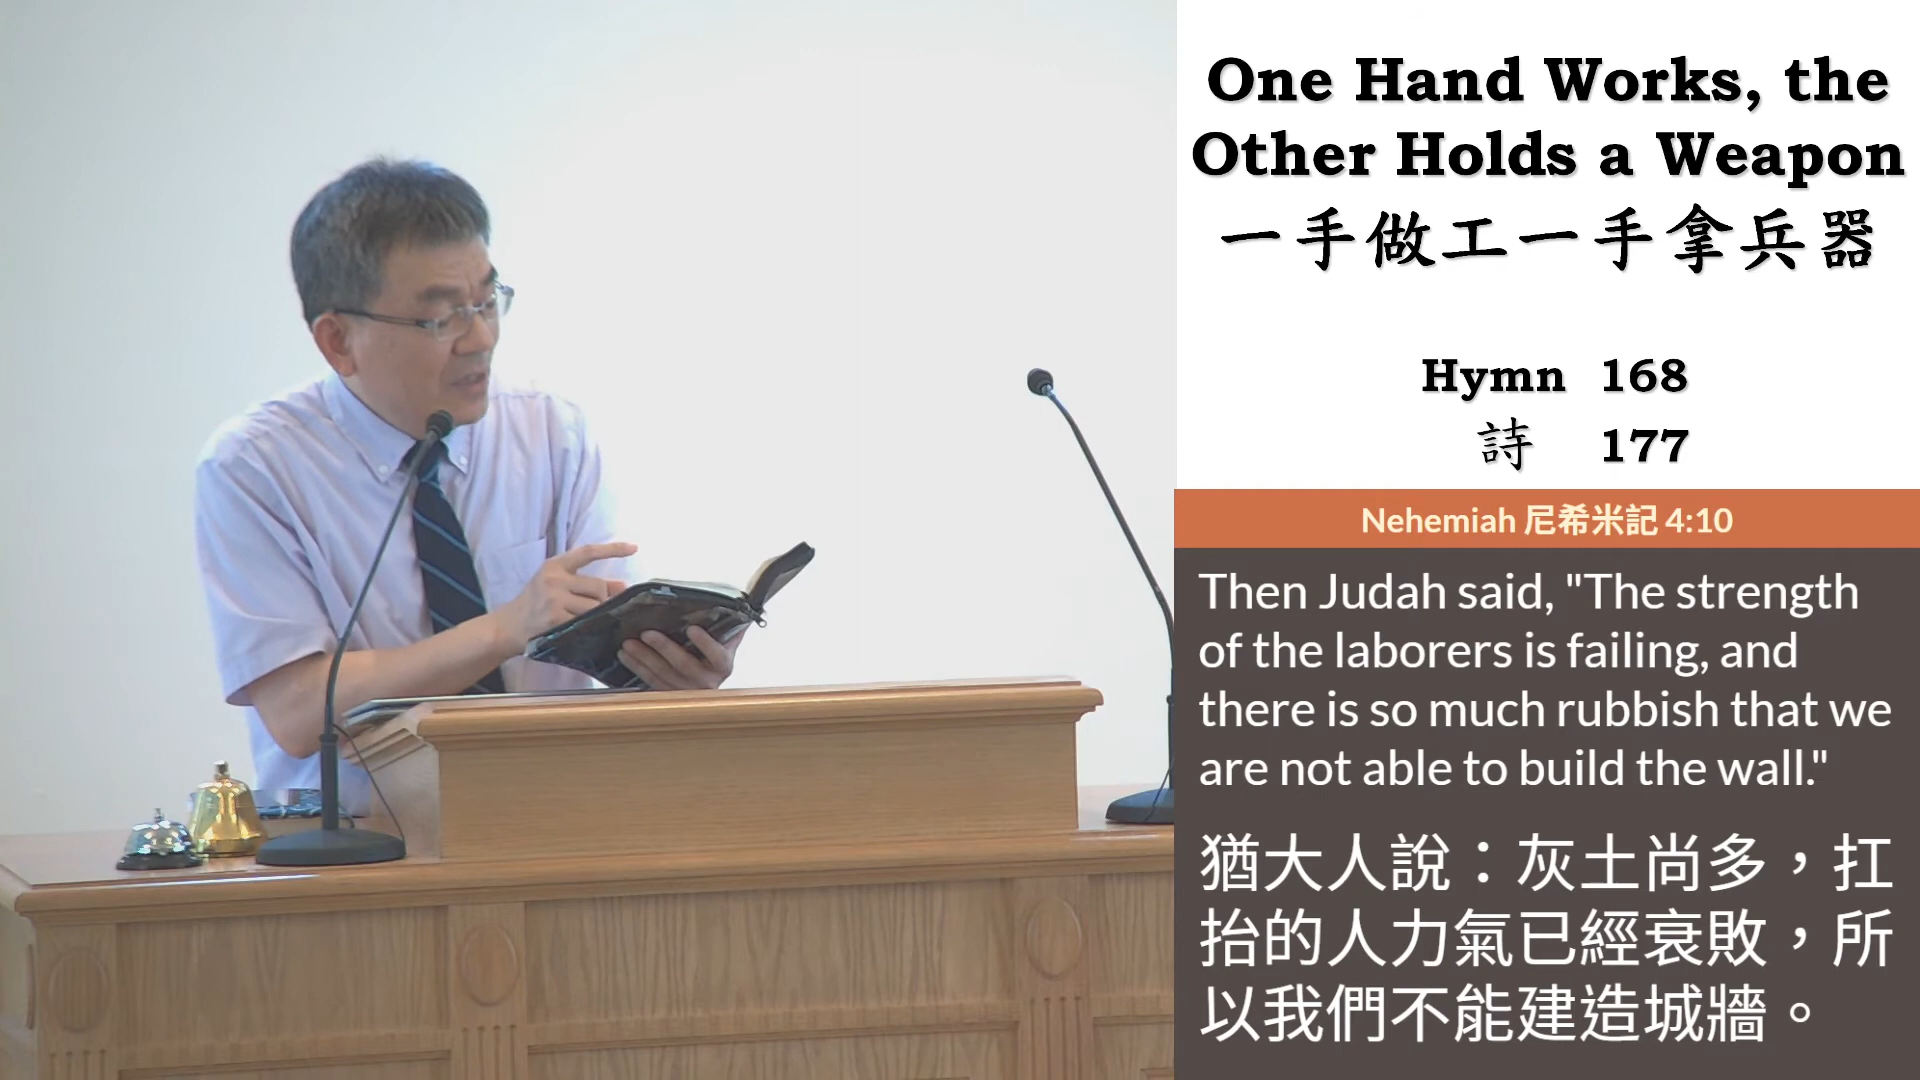 One Hand Works, the
Other Holds a Weapon
一手做工一手拿兵器
Hymn 168
詩 177
Nehemiah 尼希米記 4:10
Then Judah said, "The strength
of the laborers is failing, and
there is so much rubbish that we
are not able to build the wall."
猶大人說：灰土尚多，扛
抬的人力氣已經衰敗，所
以我們不能建造城牆。